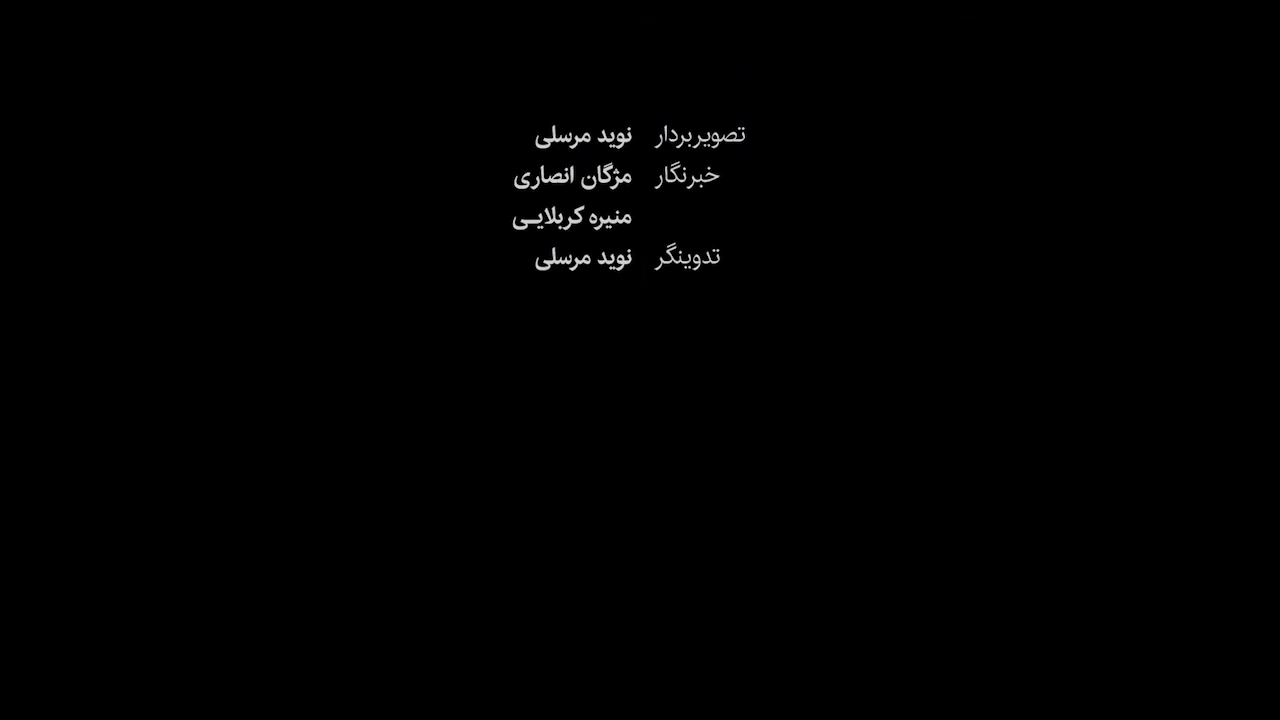 تصویربردار نوید مرسلی
خبرنگار مژگان انصاری
منیره کربلایی
تدوینگر نوید مرسلی